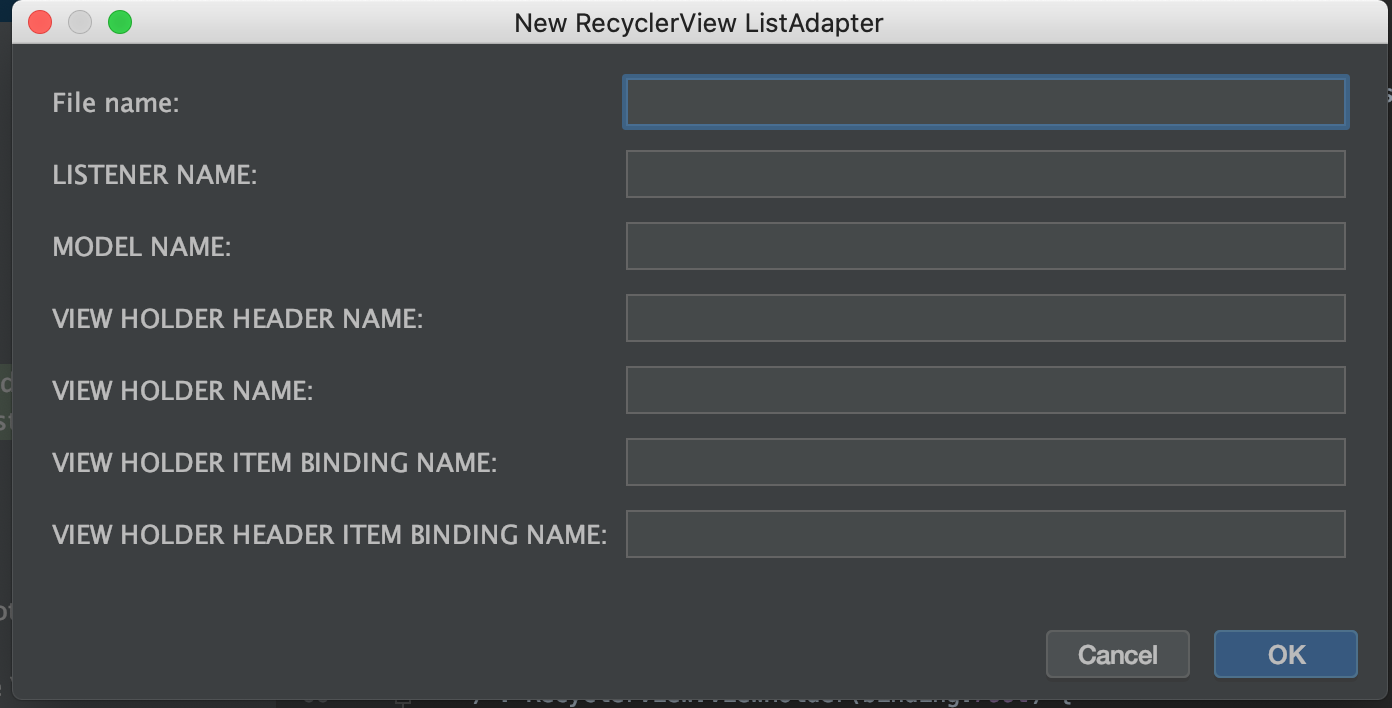 New RecyclerView ListAdapter
File name:
LISTENER NAME:
MODEL NAME:
VIEW HOLDER HEADER NAME:
VIEW HOLDER NAME:
VIEW HOLDER ITEM BINDING NAME:
VIEW HOLDER HEADER ITEM BINDING NAME:
Cancel OK